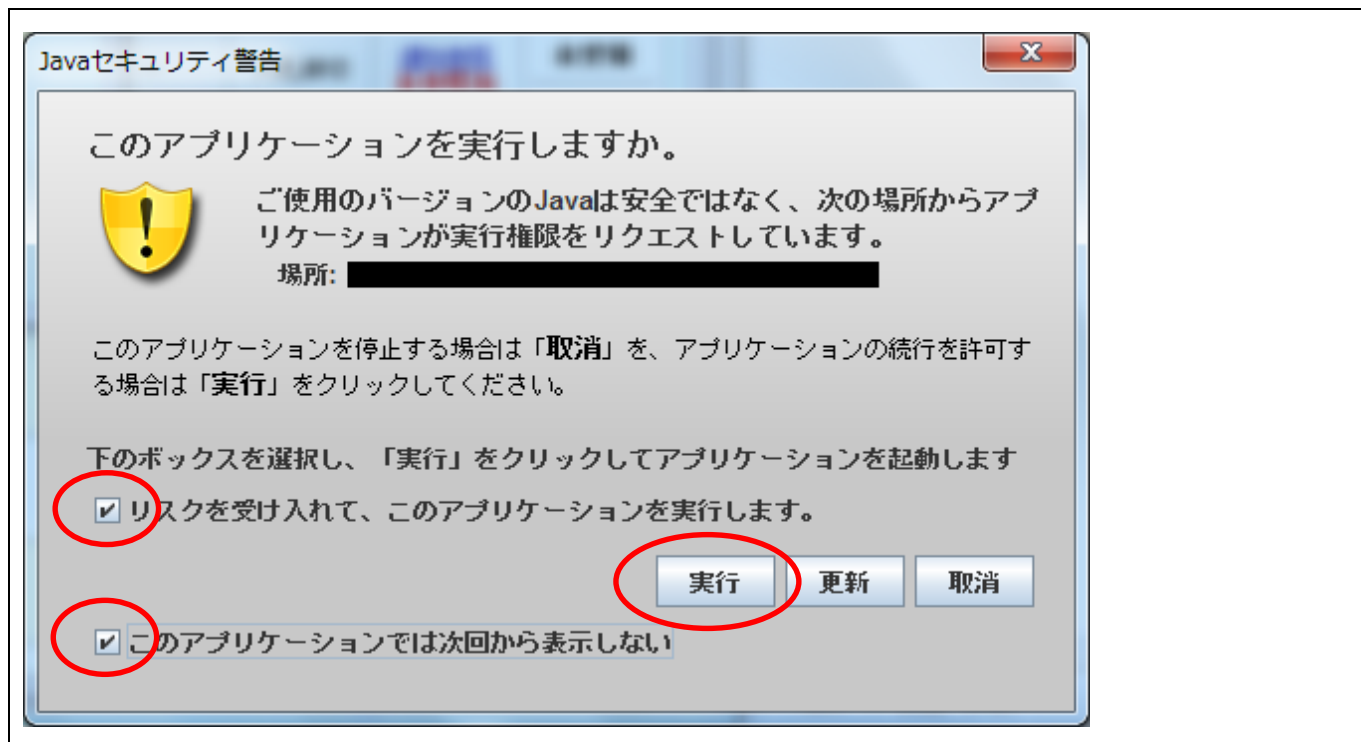 Javaセキュリティ警告
このアプリケーションを実行しますか。
ご使用のバージョンのJavaは安全ではなく、次の場所からアプ
リケーションが実行権限をリクエストしています。
場所:
このアプリケーションを停止する場合は「取消」を、アプリケーションの続行を許可す
る場合は「実行」をクリックしてください。
下のボックスを選択し、「実行」をクリックしてアプリケーションを起動します
リスクを受け入れて、このアプリケーションを実行します。
実行 更新 取消
このアプリケーションでは次回から表示しない